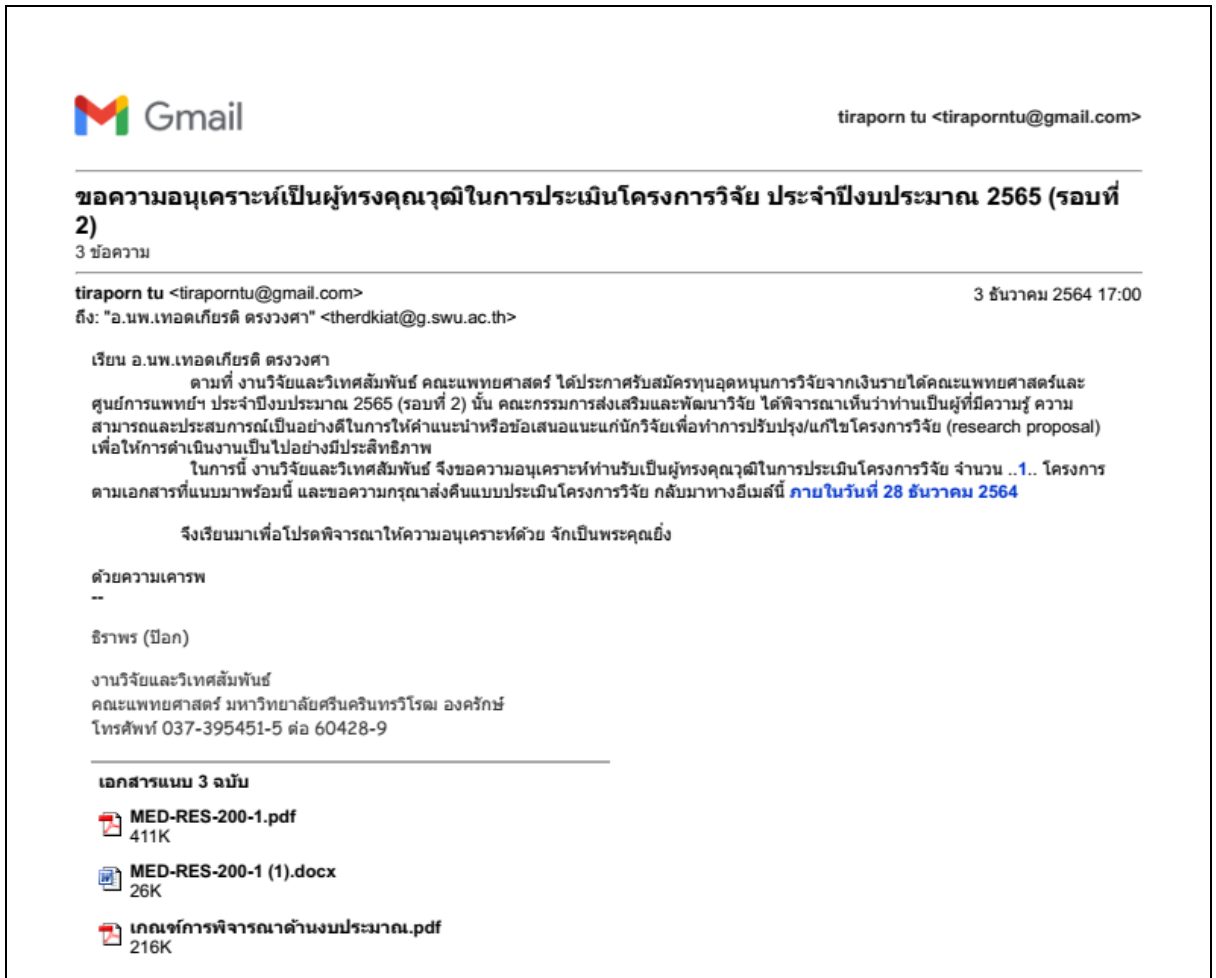 Gmail
tiraporn tu <tiraporntu@gmail.com>
ขอความอนุเคราะห์เป็นผู้ทรงคุณวุฒิในการประเมินโครงการวิจัย ประจำปีงบประมาณ 2565 (รอบที่
2)
3 ข้อความ
tiraporn tu <tiraporntu@gmail.com>
3 ธันวาคม 2564 17:00
ถึง: "อ.นพ.เทอดเกียรติ ตรงวงศา" <therdkiat@g.swu.ac.th>
เรียน อ.นพ.เทอดเกียรติ ตรงวงศา
ตามที่ งานวิจัยและวิเทศสัมพันธ์ คณะแพทยศาสตร์ ได้ประกาศรับสมัครทุนอุดหนุนการวิจัยจากเงินรายได้คณะแพทยศาสตร์และ
ศูนย์การแพทย์ฯ ประจำปีงบประมาณ 2565 (รอบที่ 2) นั้น คณะกรรมการส่งเสริมและพัฒนาวิจัย ได้พิจารณาเห็นว่าท่านเป็นผู้ที่มีความรู้ ความ
สามารถและประสบการณ์เป็นอย่างดีในการให้คำแนะนำหรือข้อเสนอแนะแก่นักวิจัยเพื่อทำการปรับปรุง/แก้ไขโครงการวิจัย (research proposal)
เพื่อให้การดำเนินงานเป็นไปอย่างมีประสิทธิภาพ
ในการนี้ งานวิจัยและวิเทศสัมพันธ์ จึงขอความอนุเคราะห์ท่านรับเป็นผู้ทรงคุณวุฒิในการประเมินโครงการวิจัย จำนวน ..1.. โครงการ
ตามเอกสารที่แนบมาพร้อมนี้ และขอความกรุณาส่งคืนแบบประเมินโครงการวิจัย กลับมาทางอีเมล์นี้ ภายในวันที่ 28 ธันวาคม 2564
จึงเรียนมาเพื่อโปรดพิจารณาให้ความอนุเคราะห์ด้วย จักเป็นพระคุณยิ่ง
ด้วยความเคารพ
--
ธิราพร (ป๊อก)
งานวิจัยและวิเทศสัมพันธ์
คณะแพทยศาสตร์ มหาวิทยาลัยศรีนครินทรวิโรฒ องครักษ์
โทรศัพท์ 037-395451-5 ต่อ 60428-9
เอกสารแนบ 3 ฉบับ
MED-RES-200-1.pdf
411K
MED-RES-200-1 (1).docx
26K
เกณฑ์การพิจารณาด้านงบประมาณ.pdf
216K